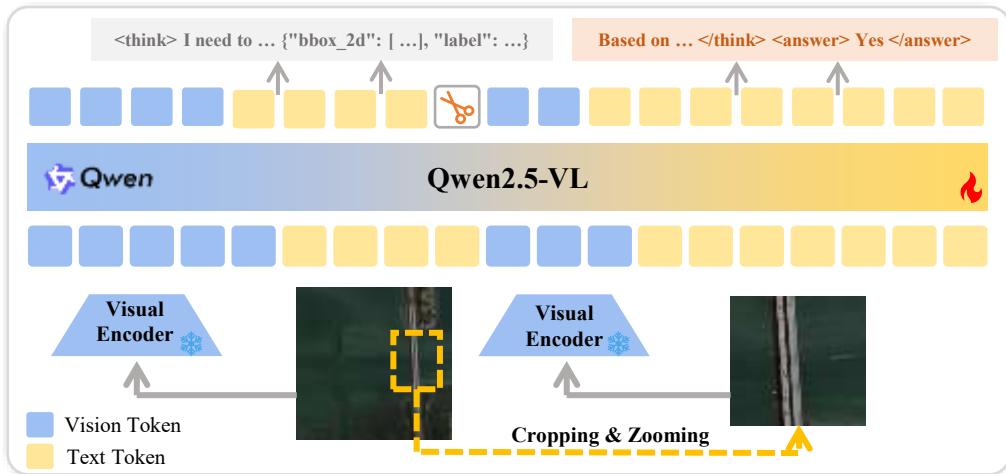 <think> I need to … {"bbox_2d": [ …], "label": …}
Based on … </think> <answer> Yes </answer>
Qwen
Qwen2.5-VL
Visual
Encoder
Visual
Encoder
Vision Token
Text Token
Cropping & Zooming